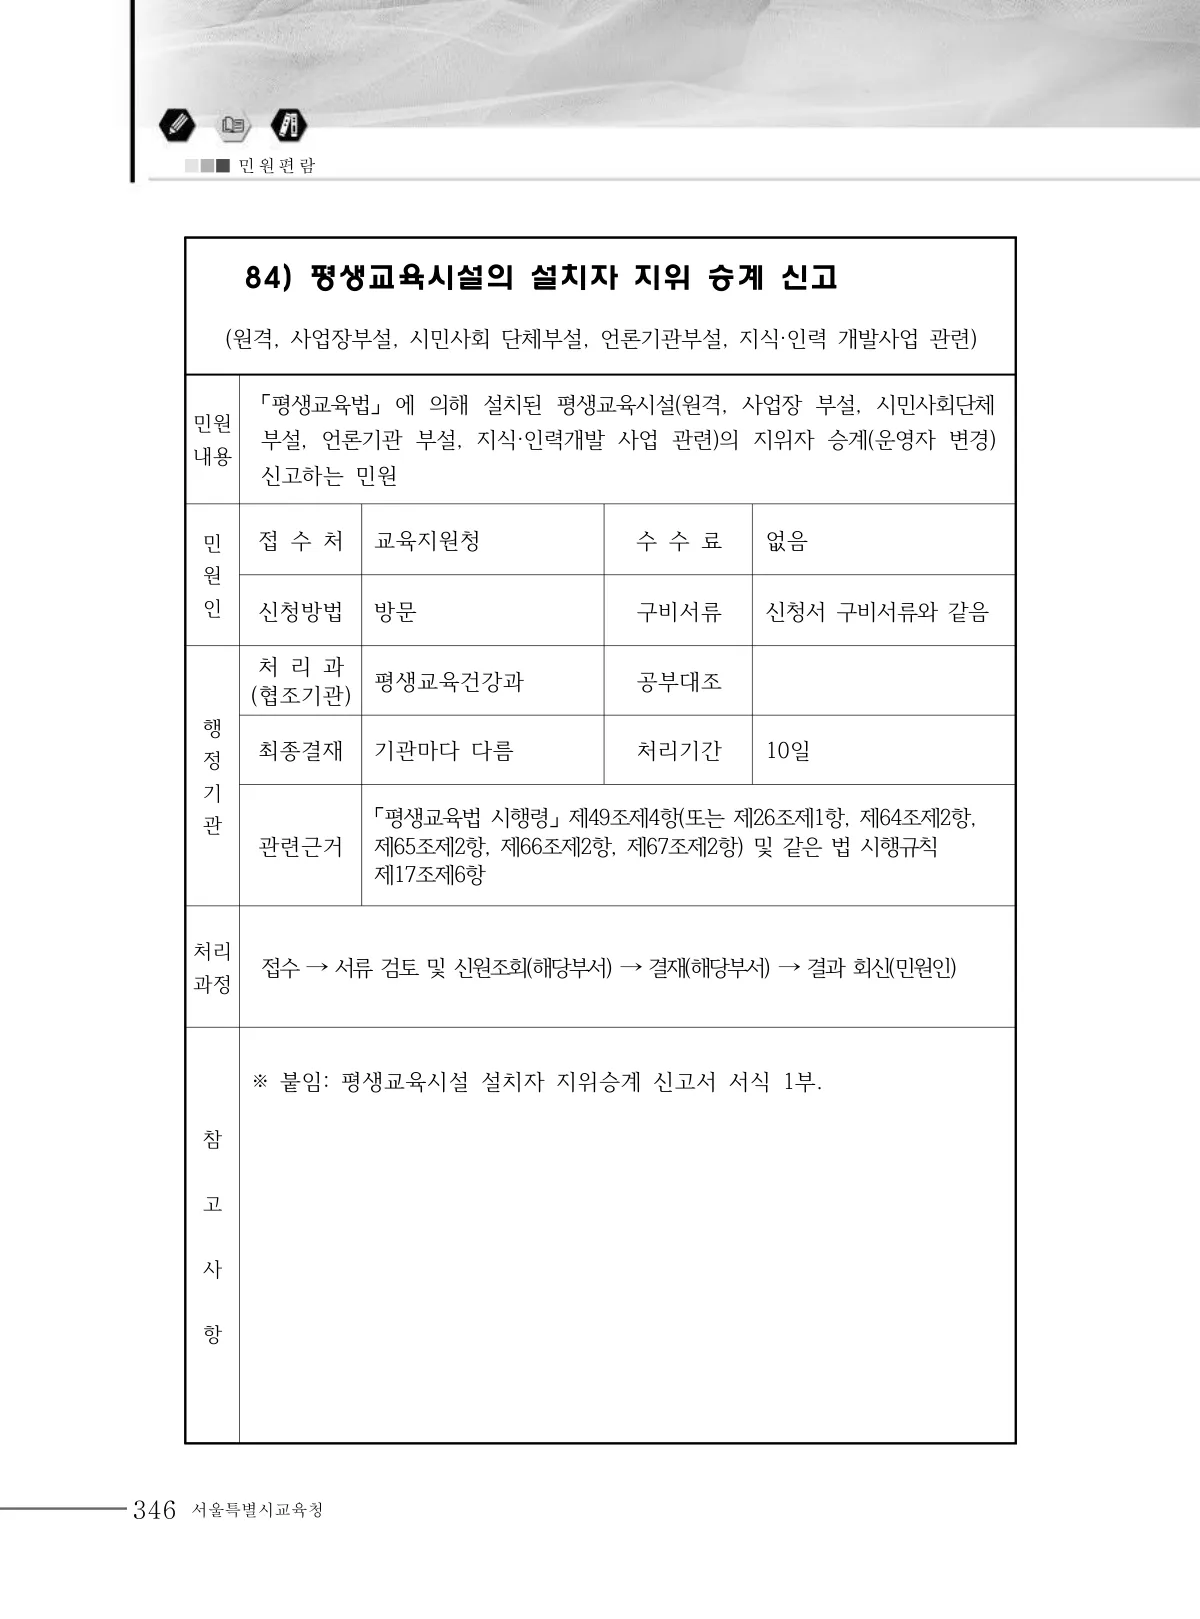 민원편람
84) 평생교육시설의 설치자 지위 승계 신고
(원격, 사업장부설, 시민사회 단체부설, 언론기관부설, 지식·인력 개발사업 관련)
민원
내용
「평생교육법」에 의해 설치된 평생교육시설(원격, 사업장 부설, 시민사회단체
부설, 언론기관 부설, 지식·인력개발 사업 관련)의 지위자 승계(운영자 변경)
신고하는 민원
민
원
인
접 수 처
교육지원청
수 수 료
없음
신청방법
방문
구비서류
신청서 구비서류와 같음
행
정
기
관
처 리 과
(협조기관)
평생교육건강과
공부대조
최종결재
기관마다 다름
처리기간
10일
관련근거
「평생교육법 시행령」제49조제4항(또는 제26조제1항, 제64조제2항,
제65조제2항, 제66조제2항, 제67조제2항) 및 같은 법 시행규칙
제17조제6항
처리
과정
접수 → 서류 검토 및 신원조회(해당부서) → 결재(해당부서) → 결과 회신(민원인)
참
고
사
항
※ 붙임: 평생교육시설 설치자 지위승계 신고서 서식 1부.
346 서울특별시교육청